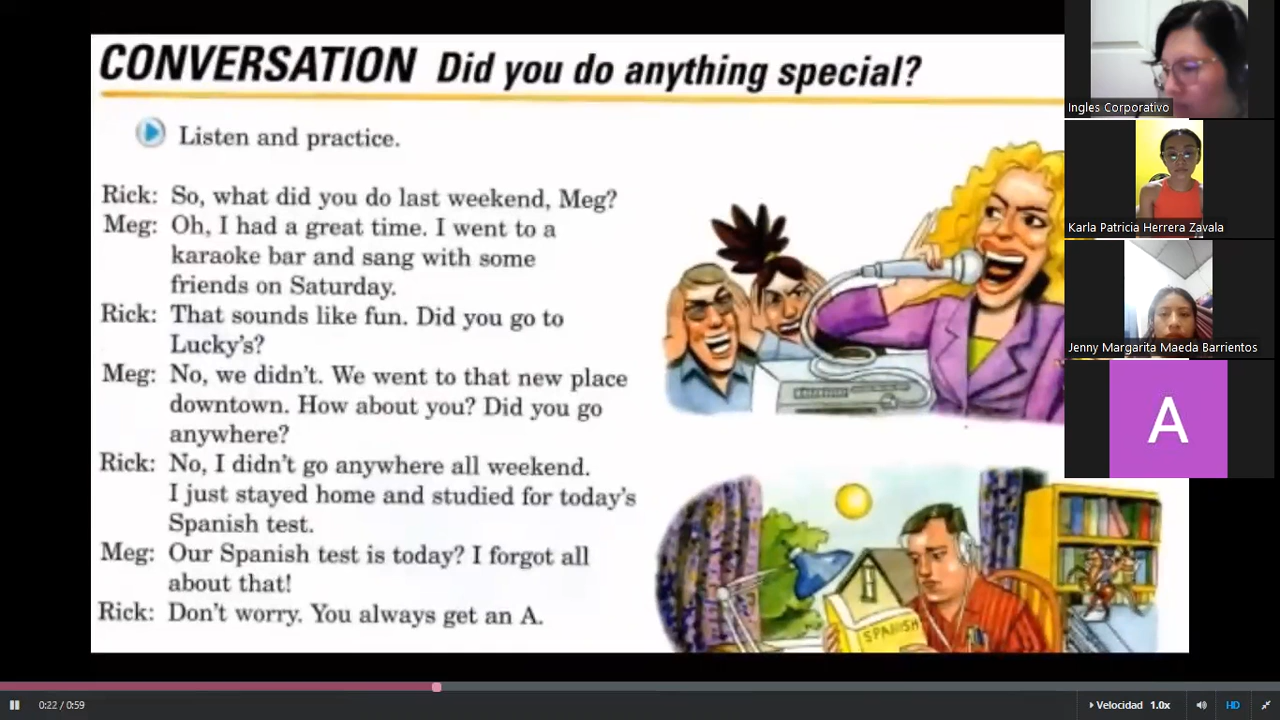 CONVERSATION Did you do anything special?
Listen and practice.
Rick: So, what did you do last weekend, Meg?
Meg: Oh, I had a great time. I went to a
karaoke bar and sang with some
friends on Saturday.
Rick: That sounds like fun. Did you go to
Lucky's?
Meg: No, we didn't. We went to that new place
downtown. How about you? Did you go
anywhere?
Rick: No, I didn't go anywhere all weekend.
I just stayed home and studied for today's
Spanish test.
Meg: Our Spanish test is today? I forgot all
about that!
Rick: Don't worry. You always get an A.
SPANISH
Ingles Corporativo
Karla Patricia Herrera Zavala
Jenny Margarita Maeda Barrientos
A
0:22 / 0:59
Velocidad 1.0x
HD